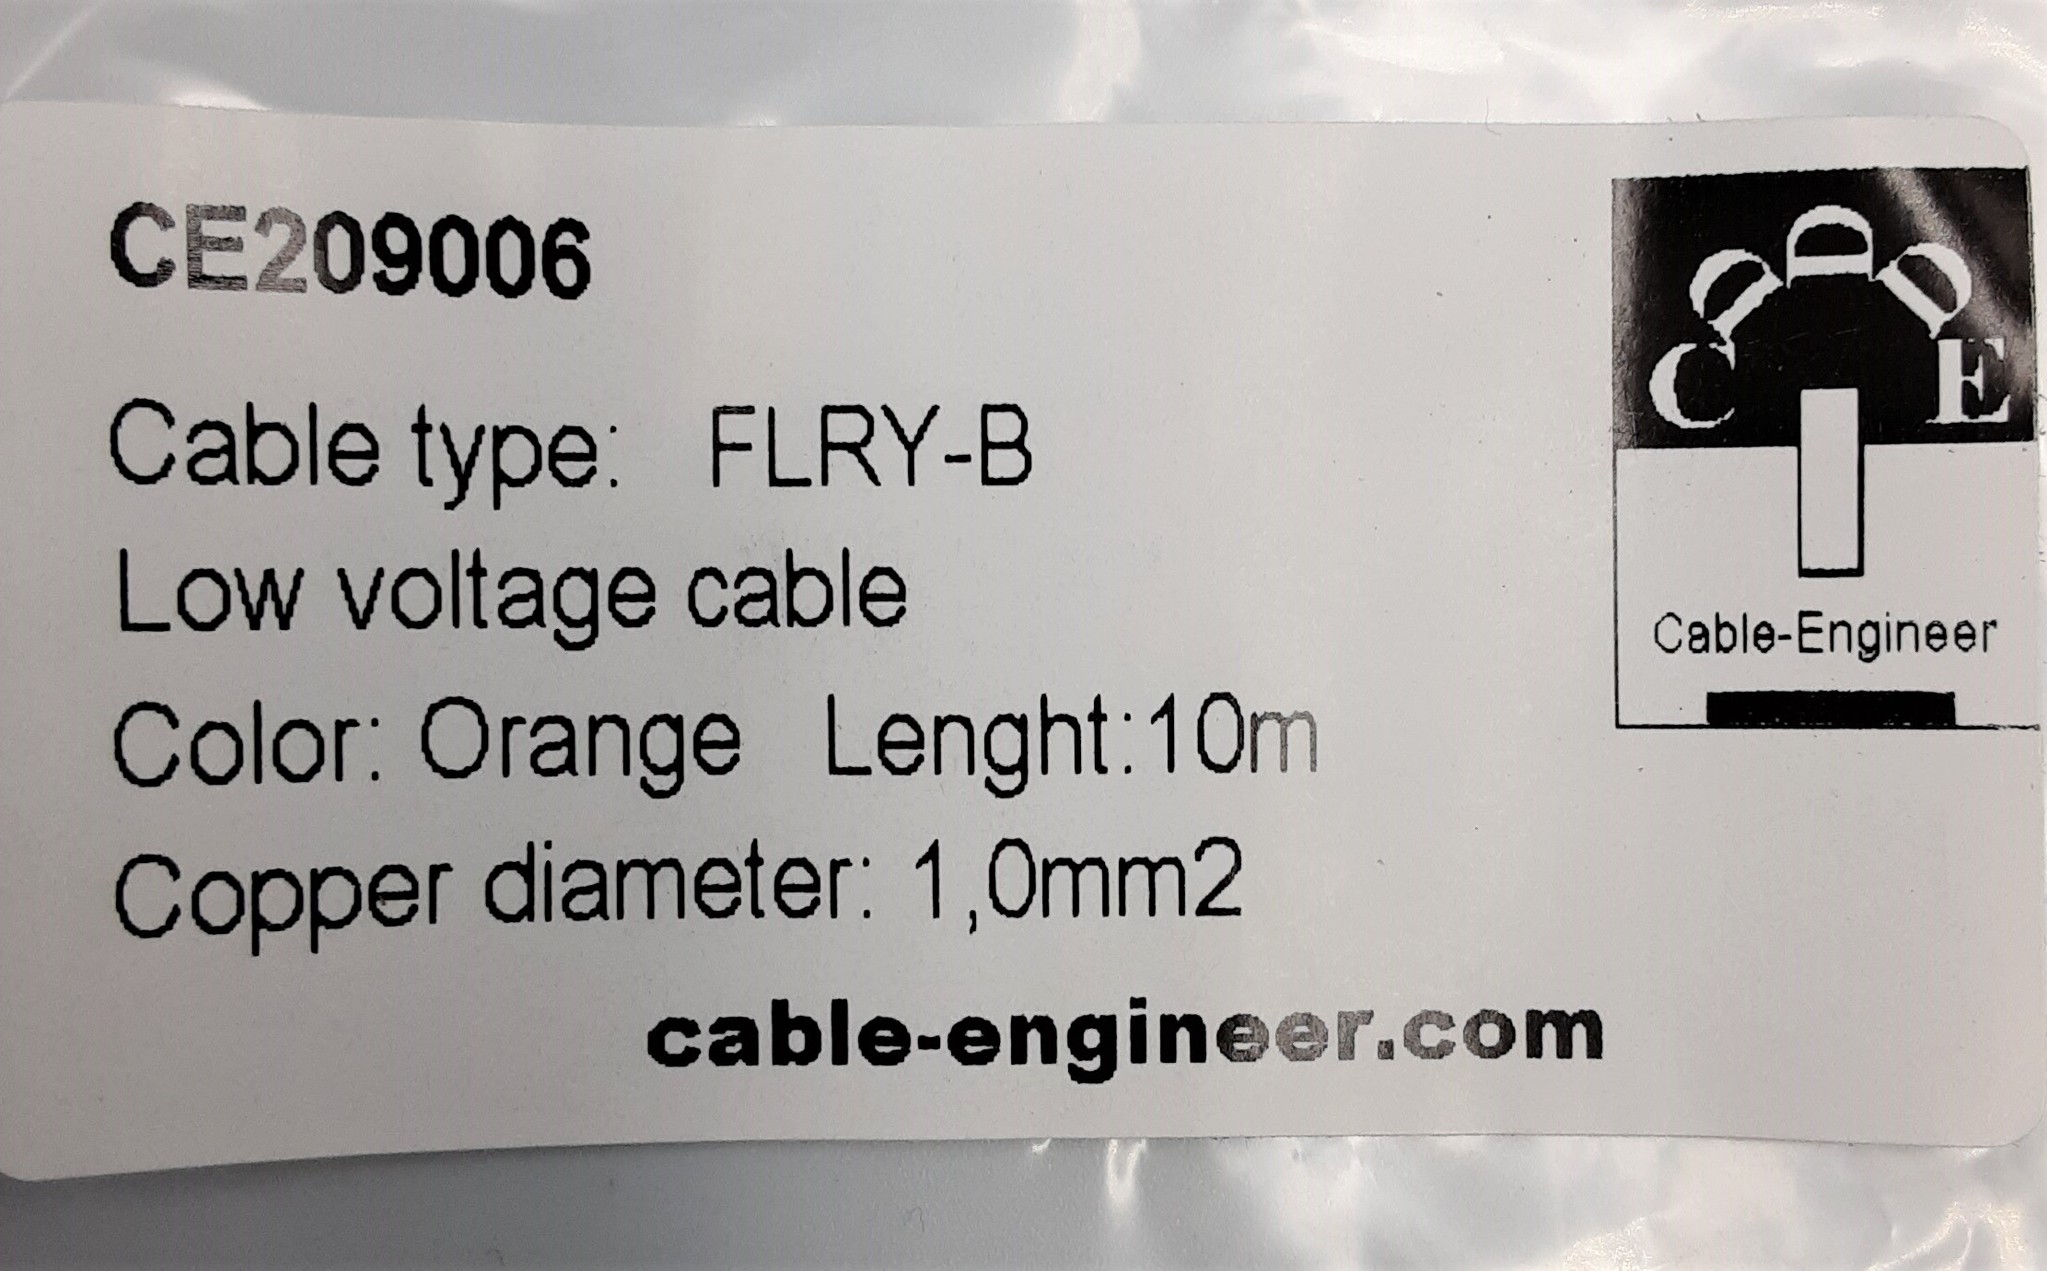 CE209006
Cable type: FLRY-B
Low voltage cable
Color: Orange Lenght:10m
Copper diameter: 1,0mm2
cable-engineer.com
C E
Cable-Engineer